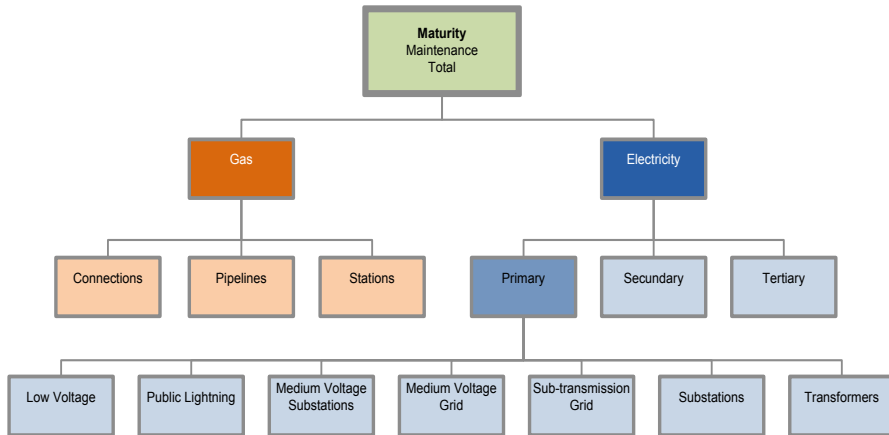 Maturity
Maintenance
Total
Gas
Electricity
Connections
Pipelines
Stations
Primary
Secundary
Tertiary
Low Voltage
Public Lightning
Medium Voltage
Substations
Medium Voltage
Grid
Sub-transmission
Grid
Substations
Transformers